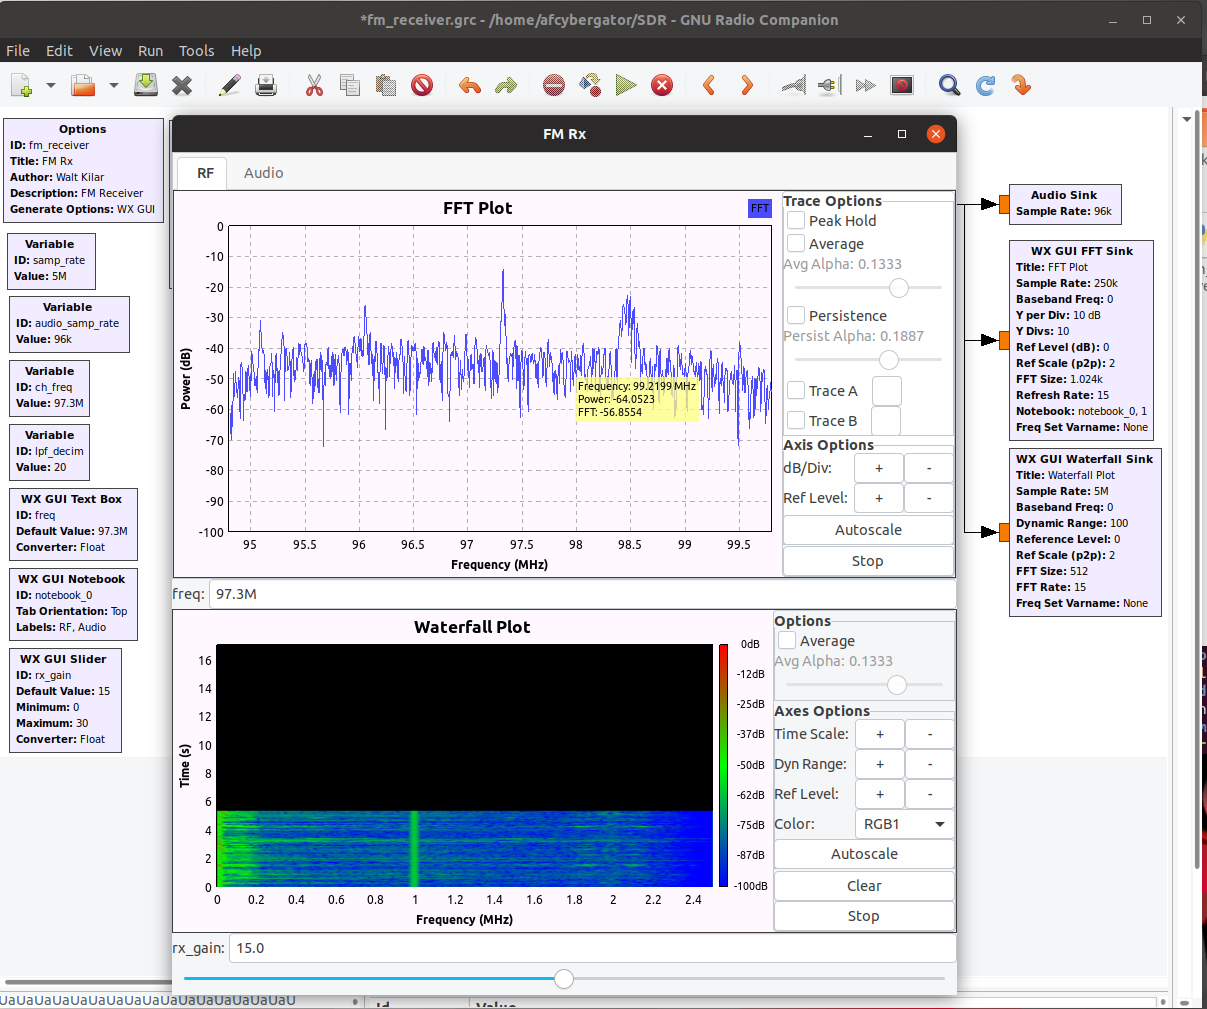 *fm_receiver.grc - /home/afcybergator/SDR - GNU Radio Companion
File Edit View Run Tools Help
Options
ID: fm_receiver
Title: FM Rx
Author: Walt Kilar
Description: FM Receiver
Generate Options: WX GUI
Variable
ID: samp_rate
Value: 5M
Variable
ID: audio_samp_rate
Value: 96k
Variable
ID: ch_freq
Value: 97.3M
Variable
ID: lpf_decim
Value: 20
WX GUI Text Box
ID: freq
Default Value: 97.3M
Converter: Float
WX GUI Notebook
ID: notebook_0
Tab Orientation: Top
Labels: RF, Audio
WX GUI Slider
ID: rx_gain
Default Value: 15
Minimum: 0
Maximum: 30
Converter: Float
FM Rx
RF Audio
FFT Plot
FFT
Power (dB)
0
-10
-20
-30
-40
-50
-60
-70
-80
-90
-100
95 95.5 96 96.5 97 97.5 98 98.5 99 99.5
Frequency (MHz)
Frequency: 99.2199 MHz
Power: -64.0523
FFT: -56.8554
Trace Options
Peak Hold
Average
Avg Alpha: 0.1333
Persistence
Persist Alpha: 0.1887
Trace A
Trace B
Axis Options
dB/Div: + -
Ref Level: + -
Autoscale
Stop
freq: 97.3M
Waterfall Plot
Time (s)
16
14
12
10
8
6
4
2
0
0 0.2 0.4 0.6 0.8 1 1.2 1.4 1.6 1.8 2 2.2 2.4
Frequency (MHz)
0dB
-12dB
-25dB
-37dB
-50dB
-62dB
-75dB
-87dB
-100dB
Options
Average
Avg Alpha: 0.1333
Axes Options
Time Scale: + -
Dyn Range: + -
Ref Level: + -
Color: RGB1
Autoscale
Clear
Stop
rx_gain: 15.0
Audio Sink
Sample Rate: 96k
WX GUI FFT Sink
Title: FFT Plot
Sample Rate: 250k
Baseband Freq: 0
Y per Div: 10 dB
Y Divs: 10
Ref Level (dB): 0
Ref Scale (p2p): 2
FFT Size: 1.024k
Refresh Rate: 15
Notebook: notebook_0, 1
Freq Set Varname: None
WX GUI Waterfall Sink
Title: Waterfall Plot
Sample Rate: 5M
Baseband Freq: 0
Dynamic Range: 100
Reference Level: 0
Ref Scale (p2p): 2
FFT Size: 512
FFT Rate: 15
Freq Set Varname: None
Id Value